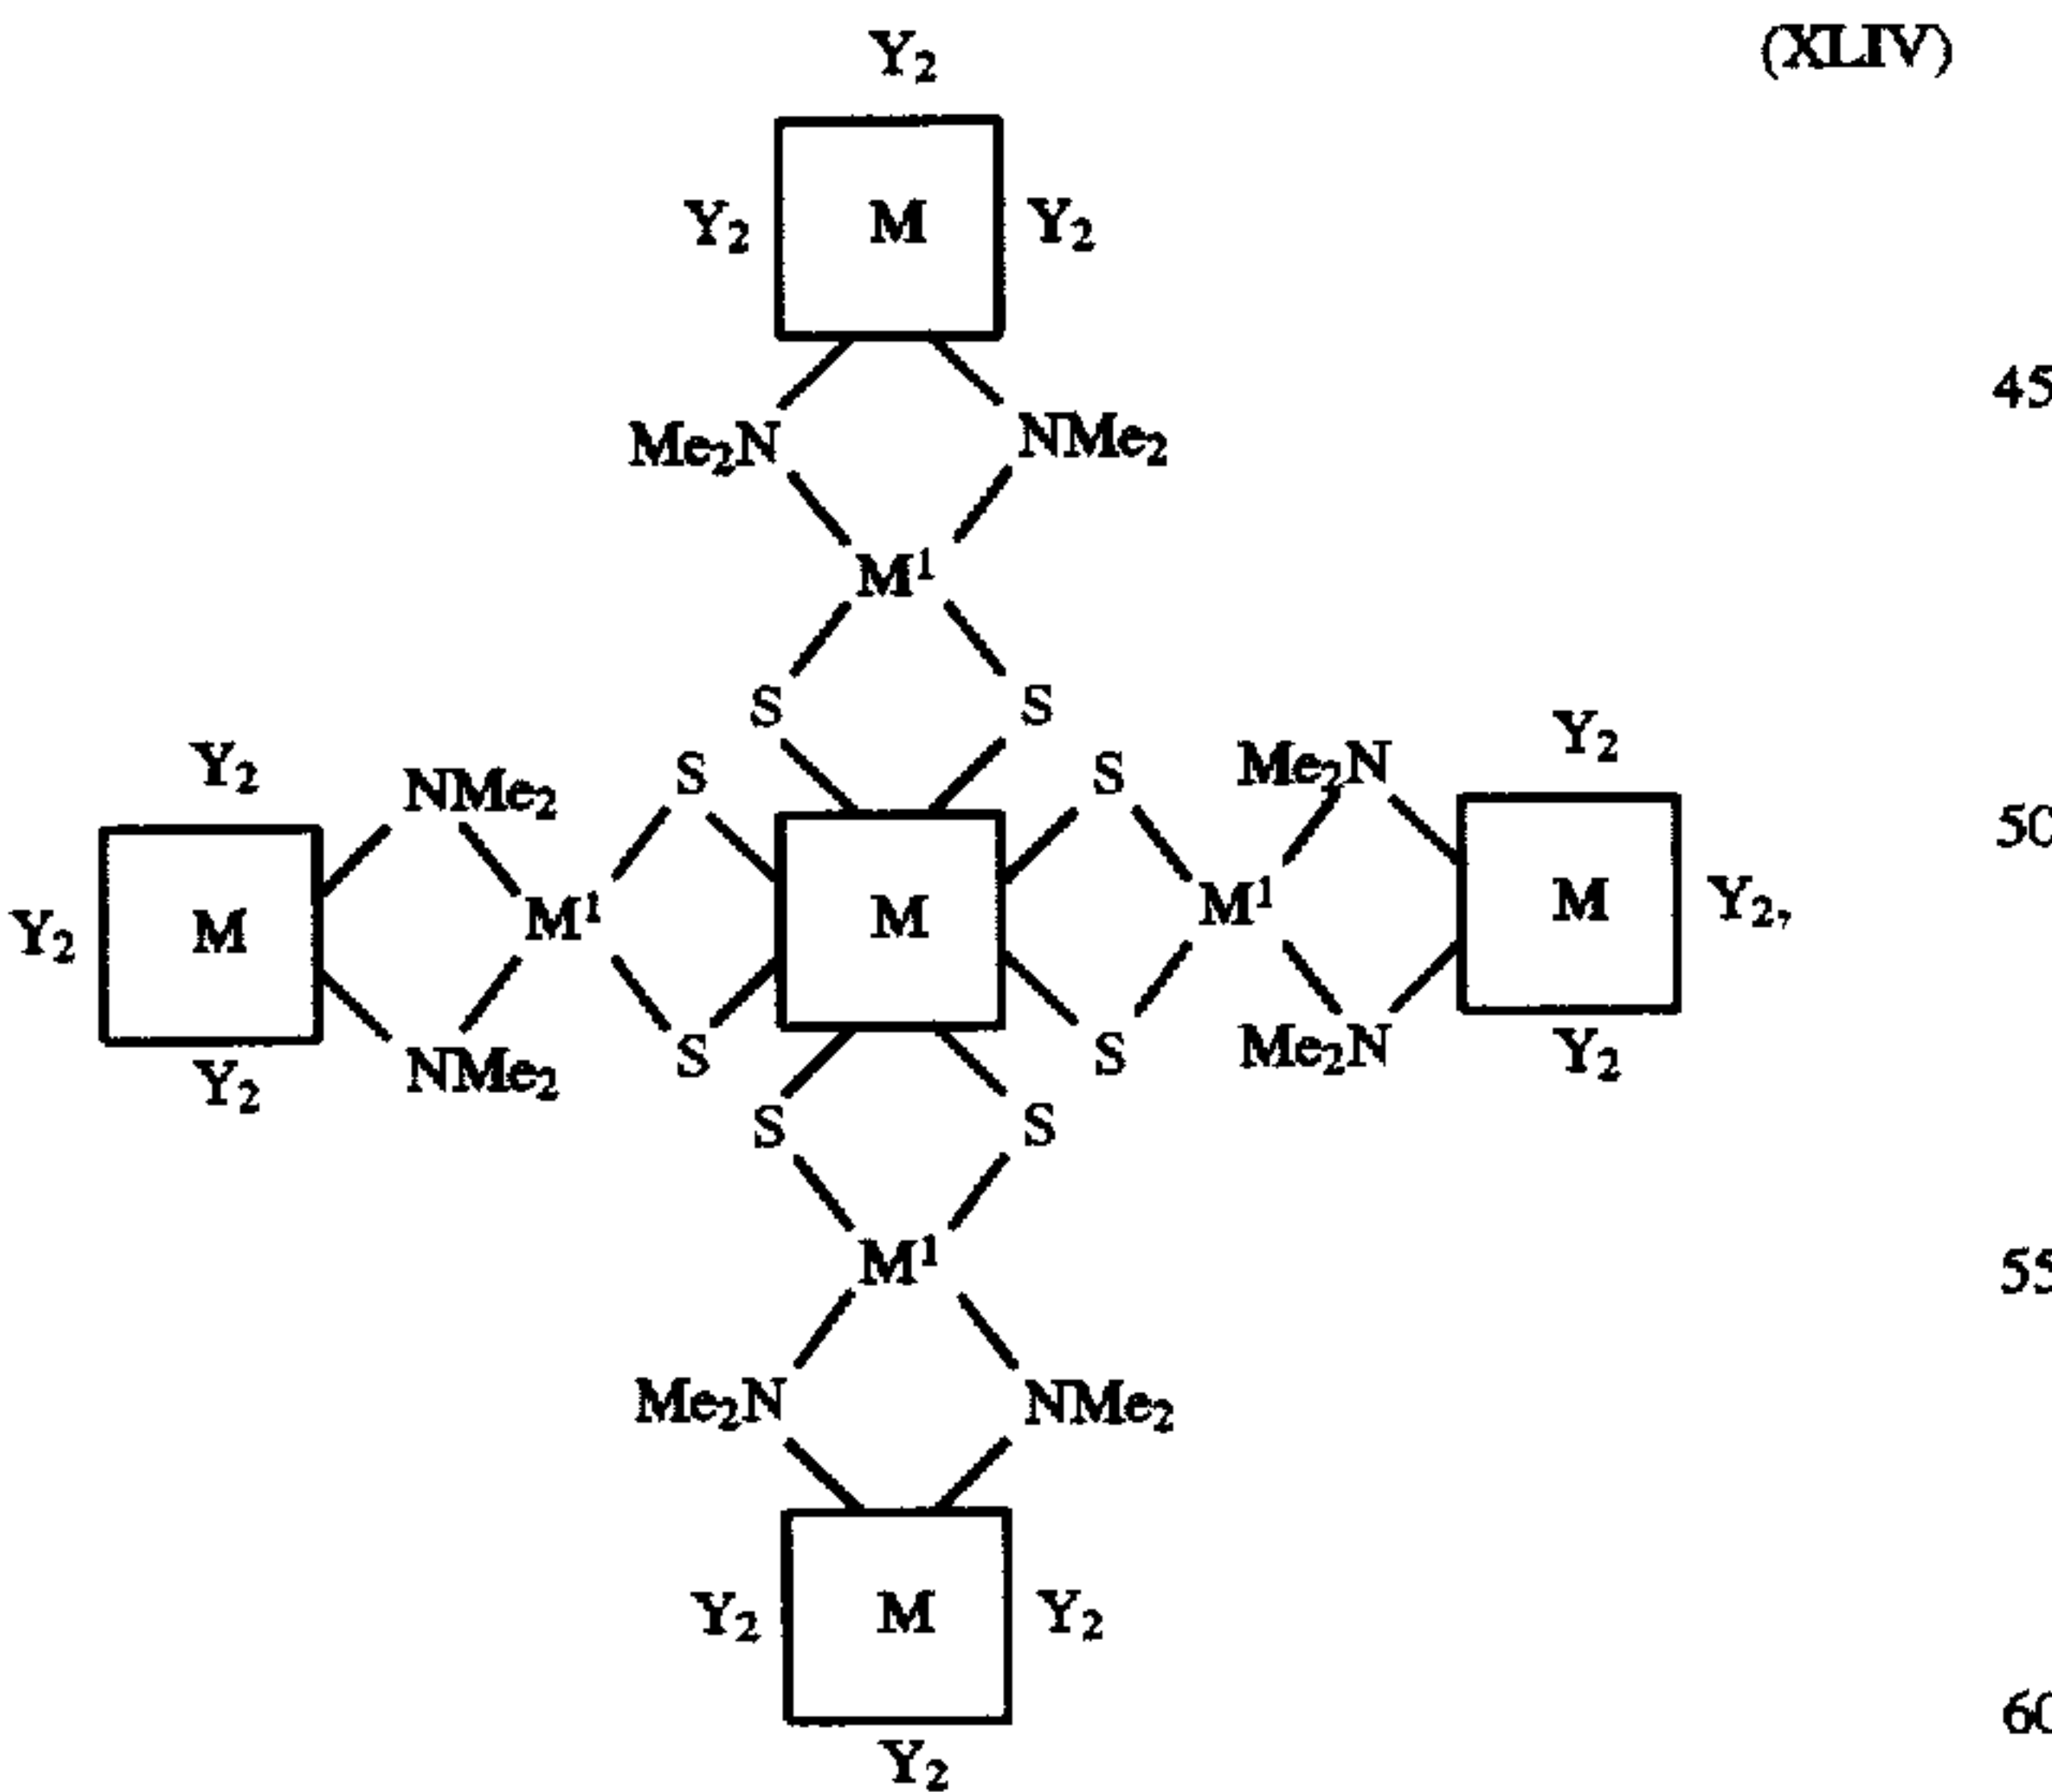 Y₂ (XLIV)
Y₂ M Y₂
45
Me₂N NMe₂
M¹
S S
Y₂ NMe₂ S S Me₂N Y₂
50
Y₂ M M¹ M M¹ M Y₂,
Y₂ NMe₂ S S Me₂N Y₂
S S
M¹
55
Me₂N NMe₂
Y₂ M Y₂
60
Y₂